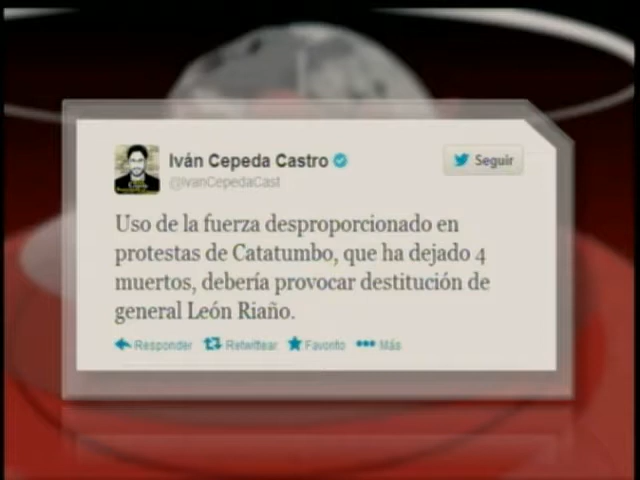 Iván Cepeda Castro
@IvanCepedaCast
Seguir
Uso de la fuerza desproporcionado en
protestas de Catatumbo, que ha dejado 4
muertos, debería provocar destitución de
general León Riaño.
Responder Retwittear Favorito Más